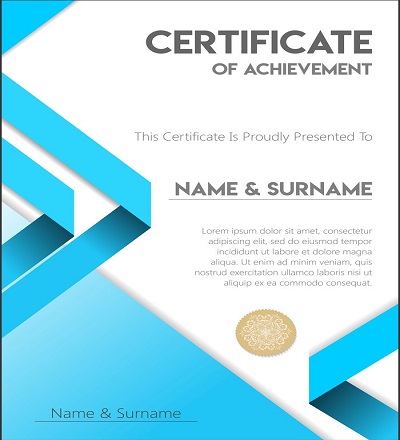 CERTIFICATE
OF ACHIEVEMENT
This Certificate Is Proudly Presented To
NAME & SURNAME
Lorem ipsum dolor sit amet, consectetur
adipiscing elit, sed do eiusmod tempor
incididunt ut labore et dolore magna
aliqua. Ut enim ad minim veniam, quis
nostrud exercitation ullamco laboris nisi ut
aliquip ex ea commodo consequat.
Name & Surname